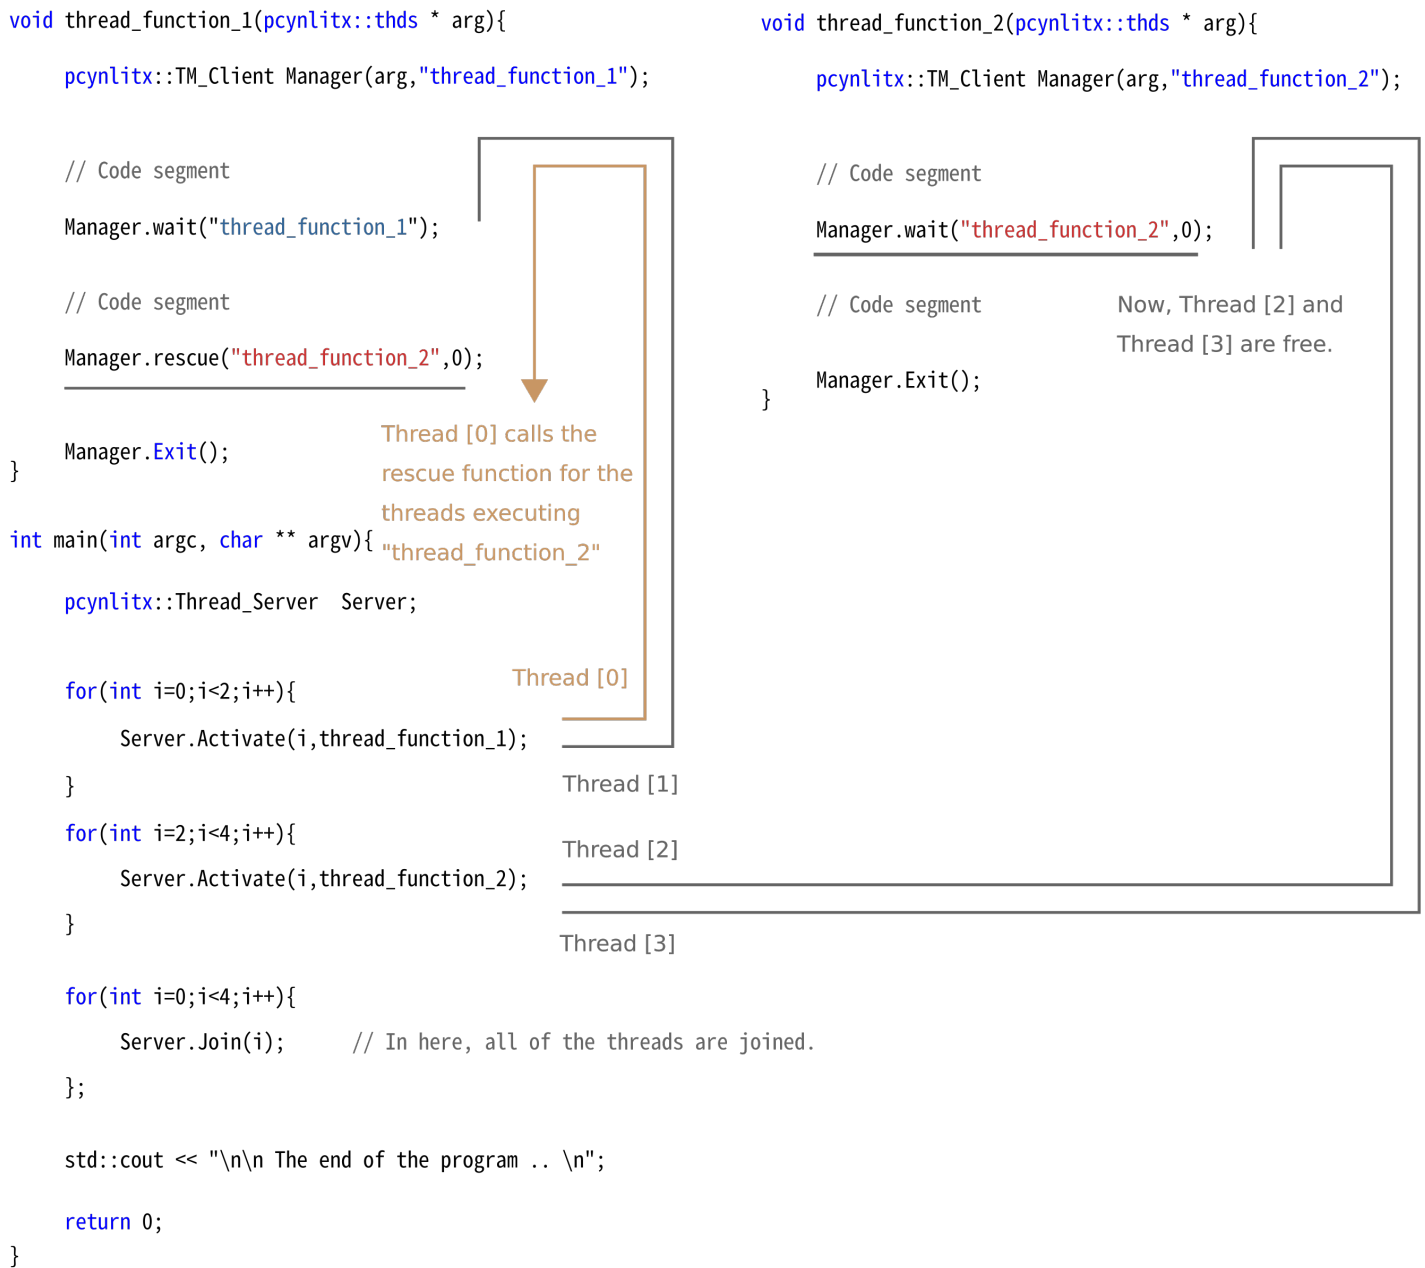 void thread_function_1(pcynlitx::thds * arg){
pcynlitx::TM_Client Manager(arg,"thread_function_1");
// Code segment
Manager.wait("thread_function_1");
// Code segment
Manager.rescue("thread_function_2",0);
Thread [0] calls the
rescue function for the
threads executing
"thread_function_2"
Manager.Exit();
}
void thread_function_2(pcynlitx::thds * arg){
pcynlitx::TM_Client Manager(arg,"thread_function_2");
// Code segment
Manager.wait("thread_function_2",0);
// Code segment
Now, Thread [2] and
Thread [3] are free.
Manager.Exit();
}
int main(int argc, char ** argv){
pcynlitx::Thread_Server  Server;
Thread [0]
for(int i=0;i<2;i++){
Server.Activate(i,thread_function_1);
Thread [1]
}
for(int i=2;i<4;i++){
Thread [2]
Server.Activate(i,thread_function_2);
}
Thread [3]
for(int i=0;i<4;i++){
Server.Join(i);      // In here, all of the threads are joined.
};
std::cout << "\n\n The end of the program .. \n";
return 0;
}